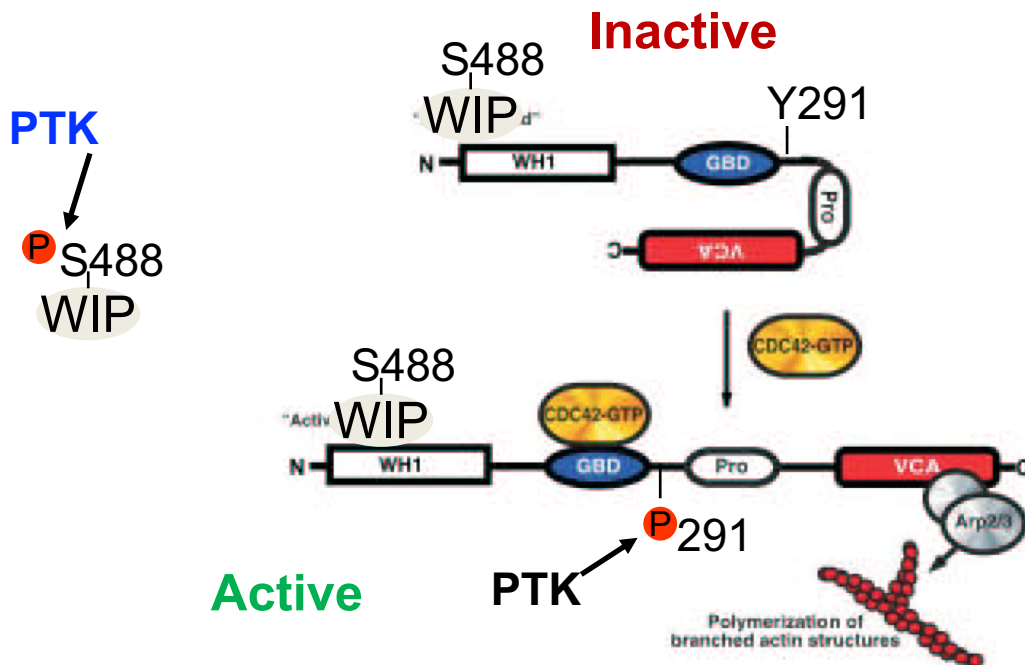 Inactive
S488
WIP d"
Y291
PTK
N WH1 GBD
Pro
P S488
C VCA
WIP
CDC42-GTP
S488
"Activ WIP
CDC42-GTP
N WH1 GBD Pro VCA C
P 291
Arp2/3
PTK
Active
Polymerization of
branched actin structures